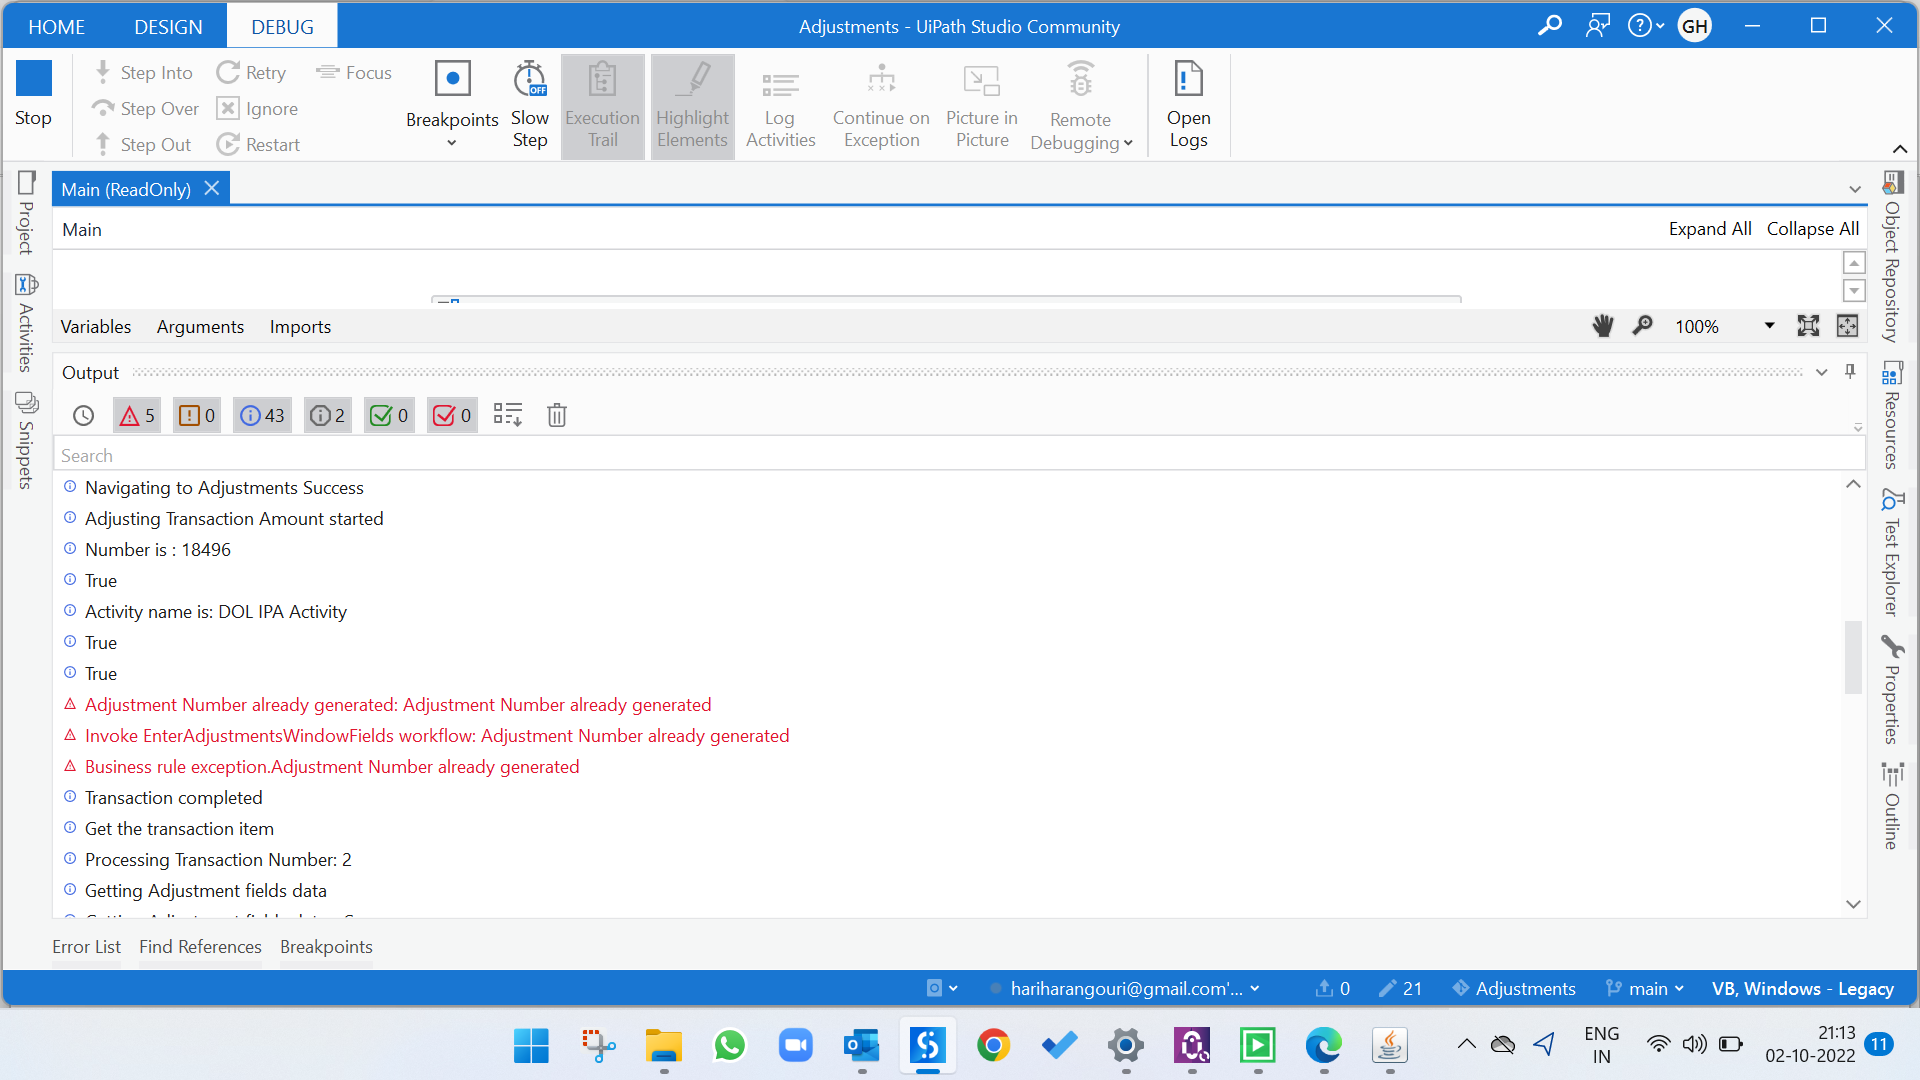 HOME DESIGN DEBUG Adjustments - UiPath Studio Community GH
Stop
Step Into
Step Over
Step Out
Retry
Ignore
Restart
Focus
Breakpoints
OFF
Slow Step
Execution Trail
Highlight Elements
Log Activities
Continue on Exception
Picture in Picture
Remote Debugging
Open Logs
Project
Activities
Snippets
Main (ReadOnly)
Main Expand All Collapse All
Variables Arguments Imports 100%
Output
5 0 43 2 0 0
Search
Navigating to Adjustments Success
Adjusting Transaction Amount started
Number is : 18496
True
Activity name is: DOL IPA Activity
True
True
Adjustment Number already generated: Adjustment Number already generated
Invoke EnterAdjustmentsWindowFields workflow: Adjustment Number already generated
Business rule exception.Adjustment Number already generated
Transaction completed
Get the transaction item
Processing Transaction Number: 2
Getting Adjustment fields data
Object Repository
Resources
Test Explorer
Properties
Outline
Error List Find References Breakpoints
hariharangouri@gmail.com'... 0 21 Adjustments main VB, Windows - Legacy
ENG
IN
21:13
02-10-2022
11